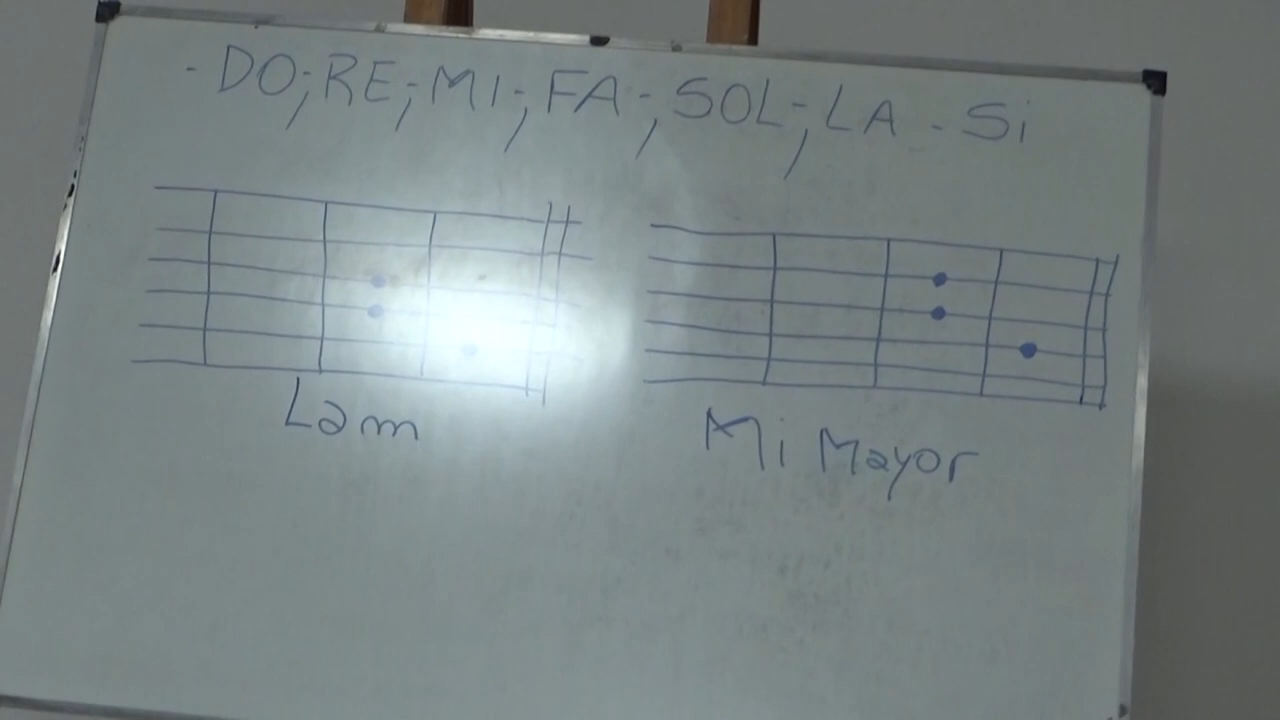 - DO, - RE, - MI, - FA -, SOL -, LA - Si
Lam
Mi Mayor